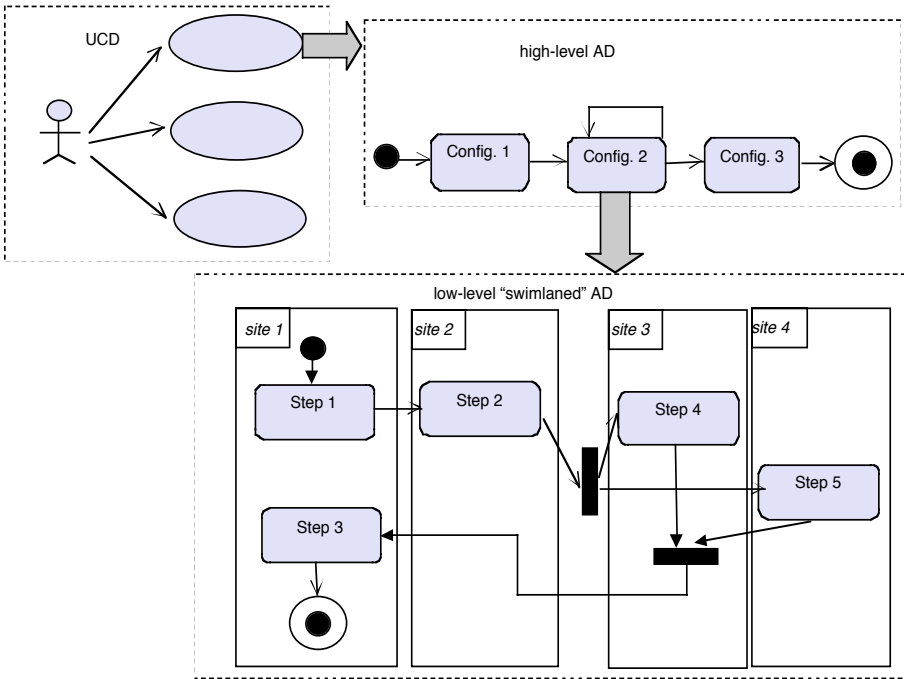 UCD
high-level AD
Config. 1
Config. 2
Config. 3
low-level “swimlaned” AD
site 1
site 2
site 3
site 4
Step 1
Step 2
Step 4
Step 5
Step 3